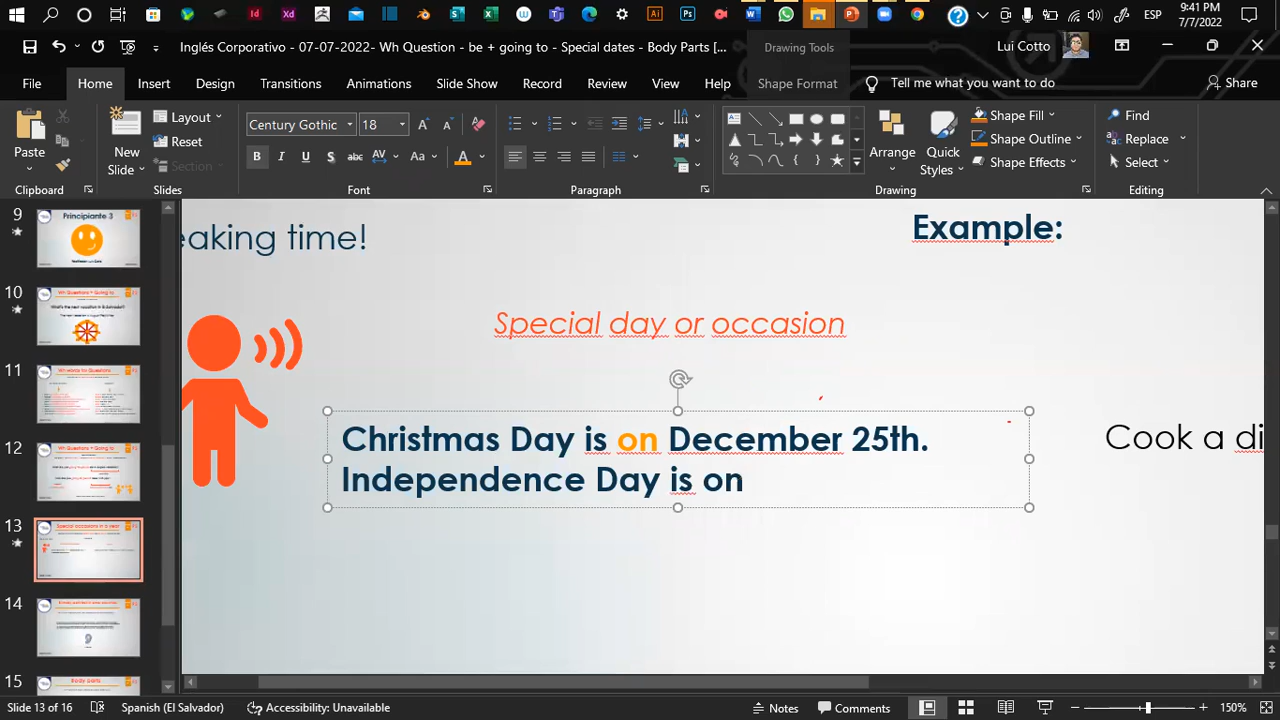 ESP
9:41 PM
7/7/2022
Inglés Corporativo - 07-07-2022- Wh Question - be + going to - Special dates - Body Parts [...
Drawing Tools
Lui Cotto
File
Home
Insert
Design
Transitions
Animations
Slide Show
Record
Review
View
Help
Shape Format
Tell me what you want to do
Share
Paste
New Slide
Layout
Reset
Section
Century Gothic
18
Arrange
Quick Styles
Shape Fill
Shape Outline
Shape Effects
Find
Replace
Select
Clipboard
Slides
Font
Paragraph
Drawing
Editing
9
Principiante 3
10
11
12
13
14
15
eaking time!
Example:
Special day or occasion
Christmas Day is on December 25th.
Independence Day is on
Cook a di
Slide 13 of 16
Spanish (El Salvador)
Accessibility: Unavailable
Notes
Comments
150%